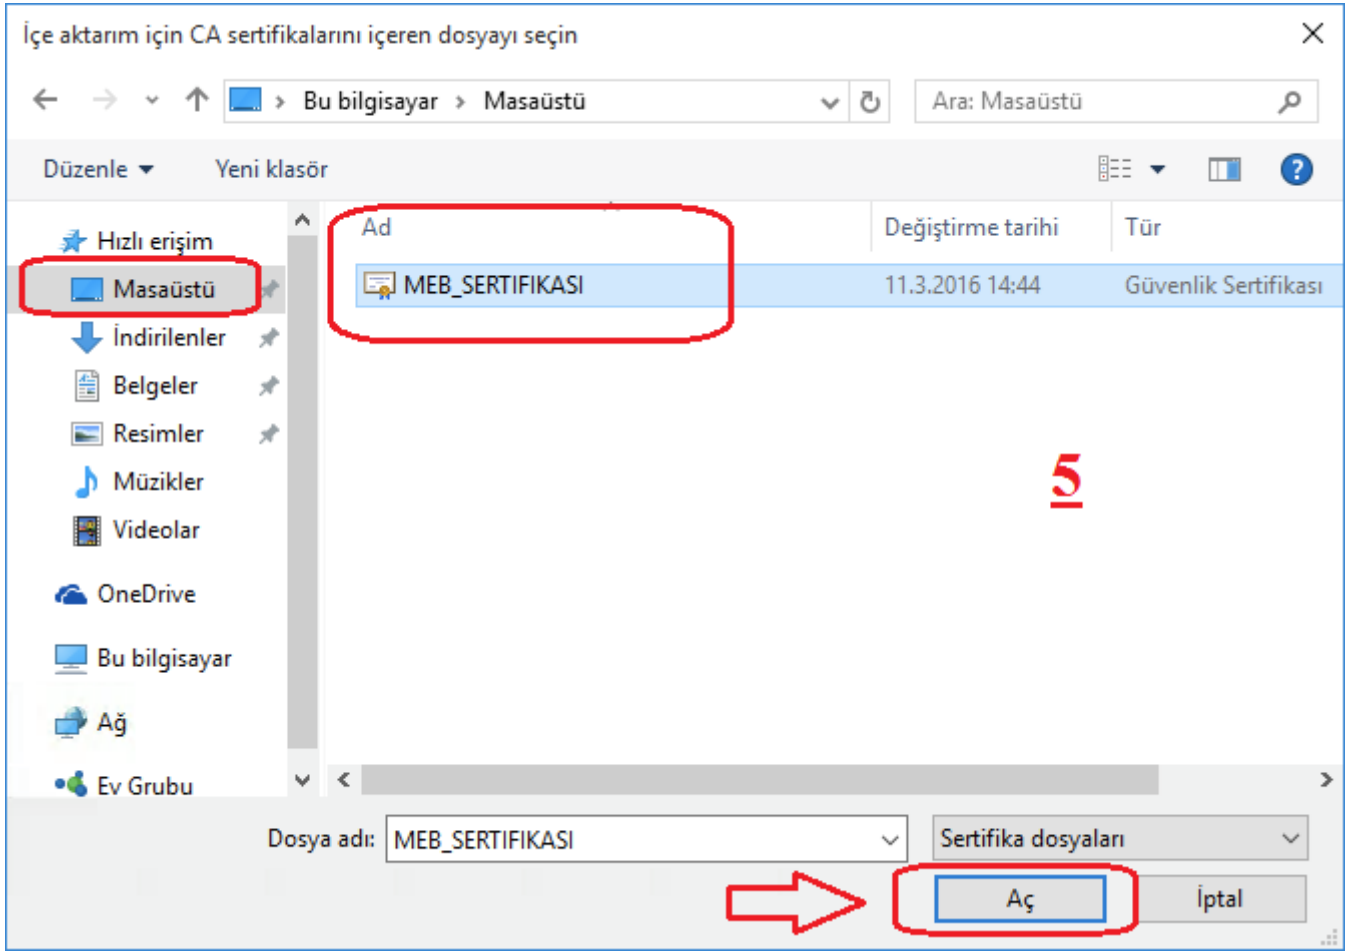 İçe aktarım için CA sertifikalarını içeren dosyayı seçin
Bu bilgisayar > Masaüstü
Ara: Masaüstü
Düzenle
Yeni klasör
Hızlı erişim
Masaüstü
İndirilenler
Belgeler
Resimler
Müzikler
Videolar
OneDrive
Bu bilgisayar
Ağ
Ev Grubu
Ad
Değiştirme tarihi
Tür
MEB_SERTIFIKASI
11.3.2016 14:44
Güvenlik Sertifikası
5
Dosya adı:
MEB_SERTIFIKASI
Sertifika dosyaları
Aç
İptal